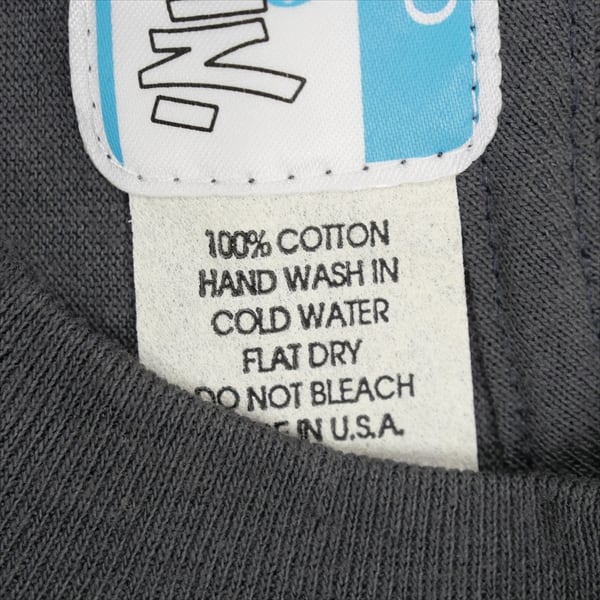 100% COTTON
HAND WASH IN
COLD WATER
FLAT DRY
DO NOT BLEACH
IN U.S.A.